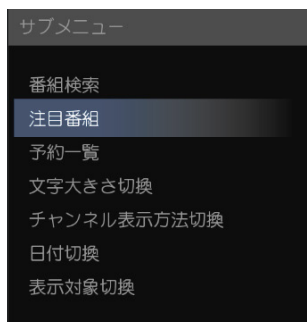 サブメニュー
番組検索
注目番組
予約一覧
文字大きさ切換
チャンネル表示方法切換
日付切換
表示対象切換